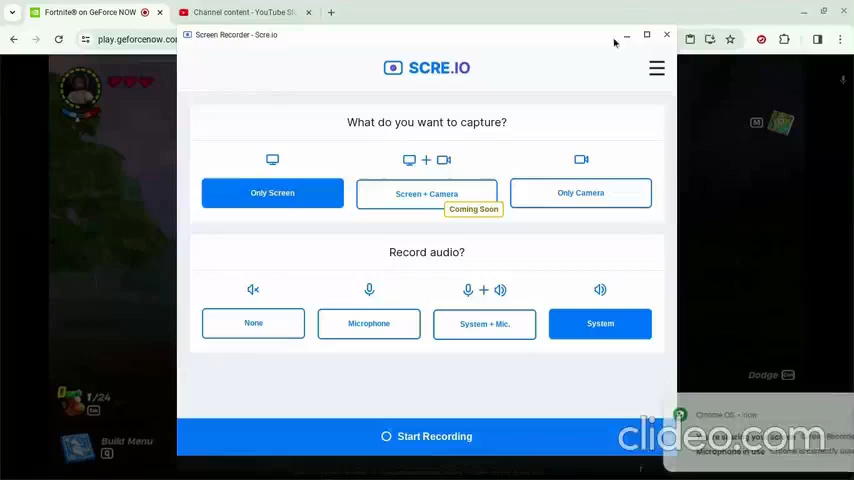 Fortnite® on GeForce NOW
Channel content - YouTube St
play.geforcenow.com
Screen Recorder - Scre.io
SCRE.IO
What do you want to capture?
Only Screen
Screen + Camera
Only Camera
Coming Soon
Record audio?
None
Microphone
System + Mic.
System
Start Recording
M
Dodge
1/24
Build Menu
Q
Chrome OS • now
Microphone in use
clideo.com